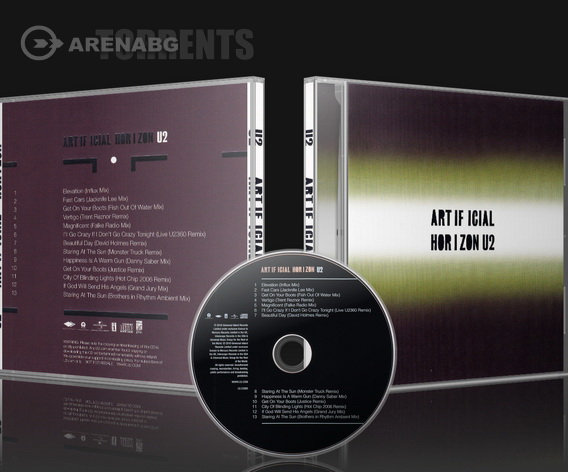 TORRENTS
ARENABG
ART IF ICIAL HOR I ZON U2
1 Elevation (Influx Mix)
2 Fast Cars (Jacknife Lee Mix)
3 Get On Your Boots (Fish Out Of Water Mix)
4 Vertigo (Trent Reznor Remix)
5 Magnificent (Falke Radio Mix)
6 I'll Go Crazy If I Don't Go Crazy Tonight (Live U2360 Remix)
7 Beautiful Day (David Holmes Remix)
8 Staring At The Sun (Monster Truck Remix)
9 Happiness Is A Warm Gun (Danny Saber Mix)
10 Get On Your Boots (Justice Remix)
11 City Of Blinding Lights (Hot Chip 2006 Remix)
12 If God Will Send His Angels (Grand Jury Mix)
13 Staring At The Sun (Brothers in Rhythm Ambient Mix)
U2 ART IF ICIAL
U2 ART IF ICIAL
ART IF ICIAL
HOR I ZON U2
ART IF ICIAL HOR I ZON U2
1 Elevation (Influx Mix)
2 Fast Cars (Jacknife Lee Mix)
3 Get On Your Boots (Fish Out Of Water Mix)
4 Vertigo (Trent Reznor Remix)
5 Magnificent (Falke Radio Mix)
6 I'll Go Crazy If I Don't Go Crazy Tonight (Live U2360 Remix)
7 Beautiful Day (David Holmes Remix)
8 Staring At The Sun (Monster Truck Remix)
9 Happiness Is A Warm Gun (Danny Saber Mix)
10 Get On Your Boots (Justice Remix)
11 City Of Blinding Lights (Hot Chip 2006 Remix)
12 If God Will Send His Angels (Grand Jury Mix)
13 Staring At The Sun (Brothers in Rhythm Ambient Mix)